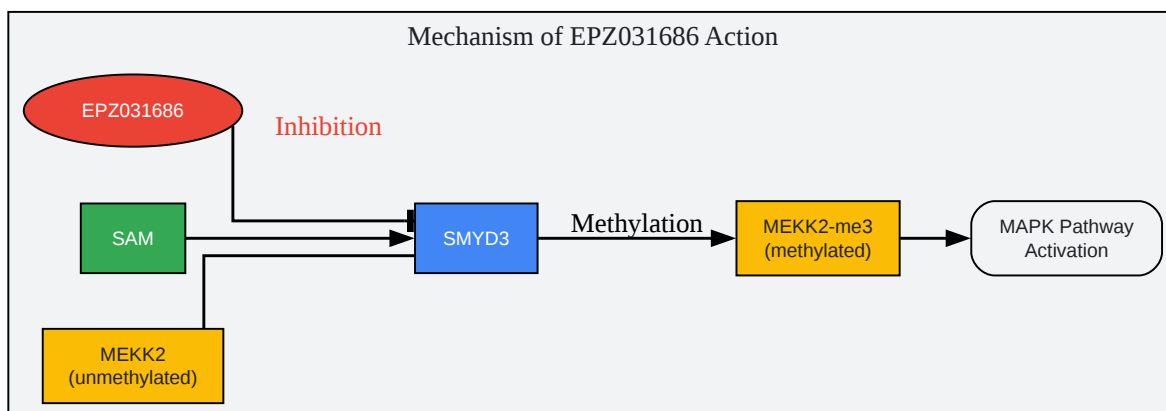 Mechanism of EPZ031686 Action
EPZ031686
Inhibition
SAM
SMYD3
Methylation
MEKK2-me3
(methylated)
MAPK Pathway
Activation
MEKK2
(unmethylated)